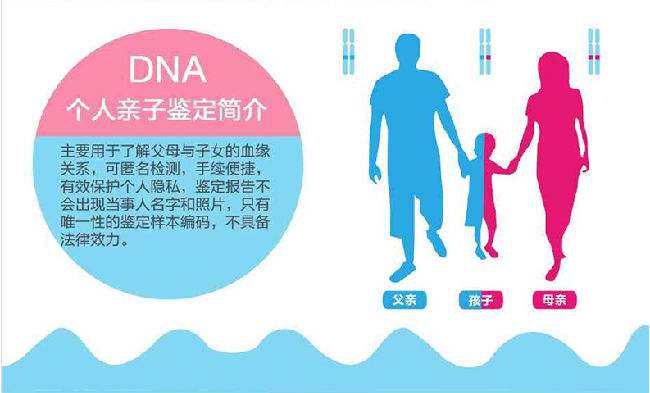 DNA
个人亲子鉴定简介
主要用于了解父母与子女的血缘
关系，可匿名检测，手续便捷，
有效保护个人隐私，鉴定报告不
会出现当事人名字和照片，只有
唯一性的鉴定样本编码，不具备
法律效力。
父亲
孩子
母亲